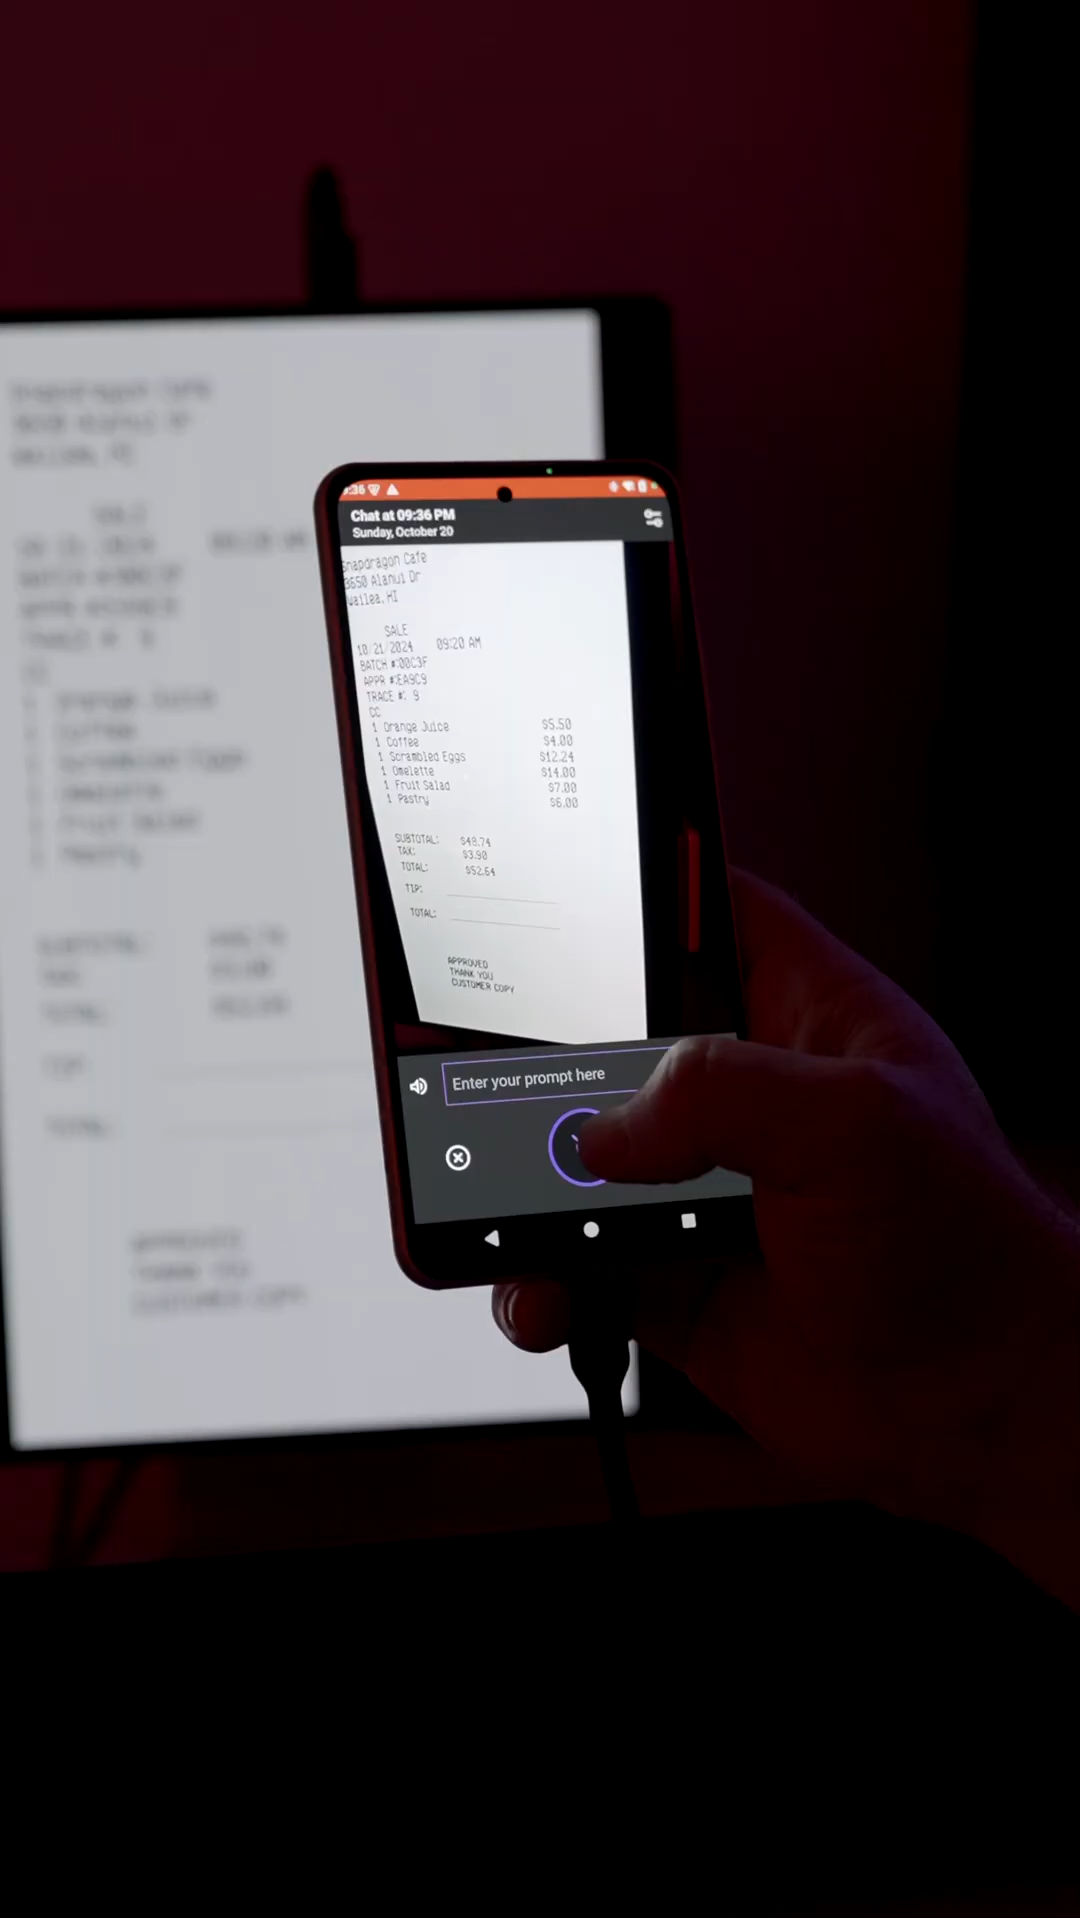 9:36
Chat at 09:36 PM
Sunday, October 20
Snapdragon Cafe
3650 Alanui Dr
Wailea, HI
SALE
10/21/2024 09:20 AM
BATCH #:00C3F
APPR #:EA9C9
TRACE #: 9
CC
1 Orange Juice $5.50
1 Coffee $4.00
1 Scrambled Eggs $12.24
1 Omelette $14.00
1 Fruit Salad $7.00
1 Pastry $6.00
SUBTOTAL: $48.74
TAX: $3.90
TOTAL: $52.64
TIP:
TOTAL:
APPROVED
THANK YOU
CUSTOMER COPY
Enter your prompt here